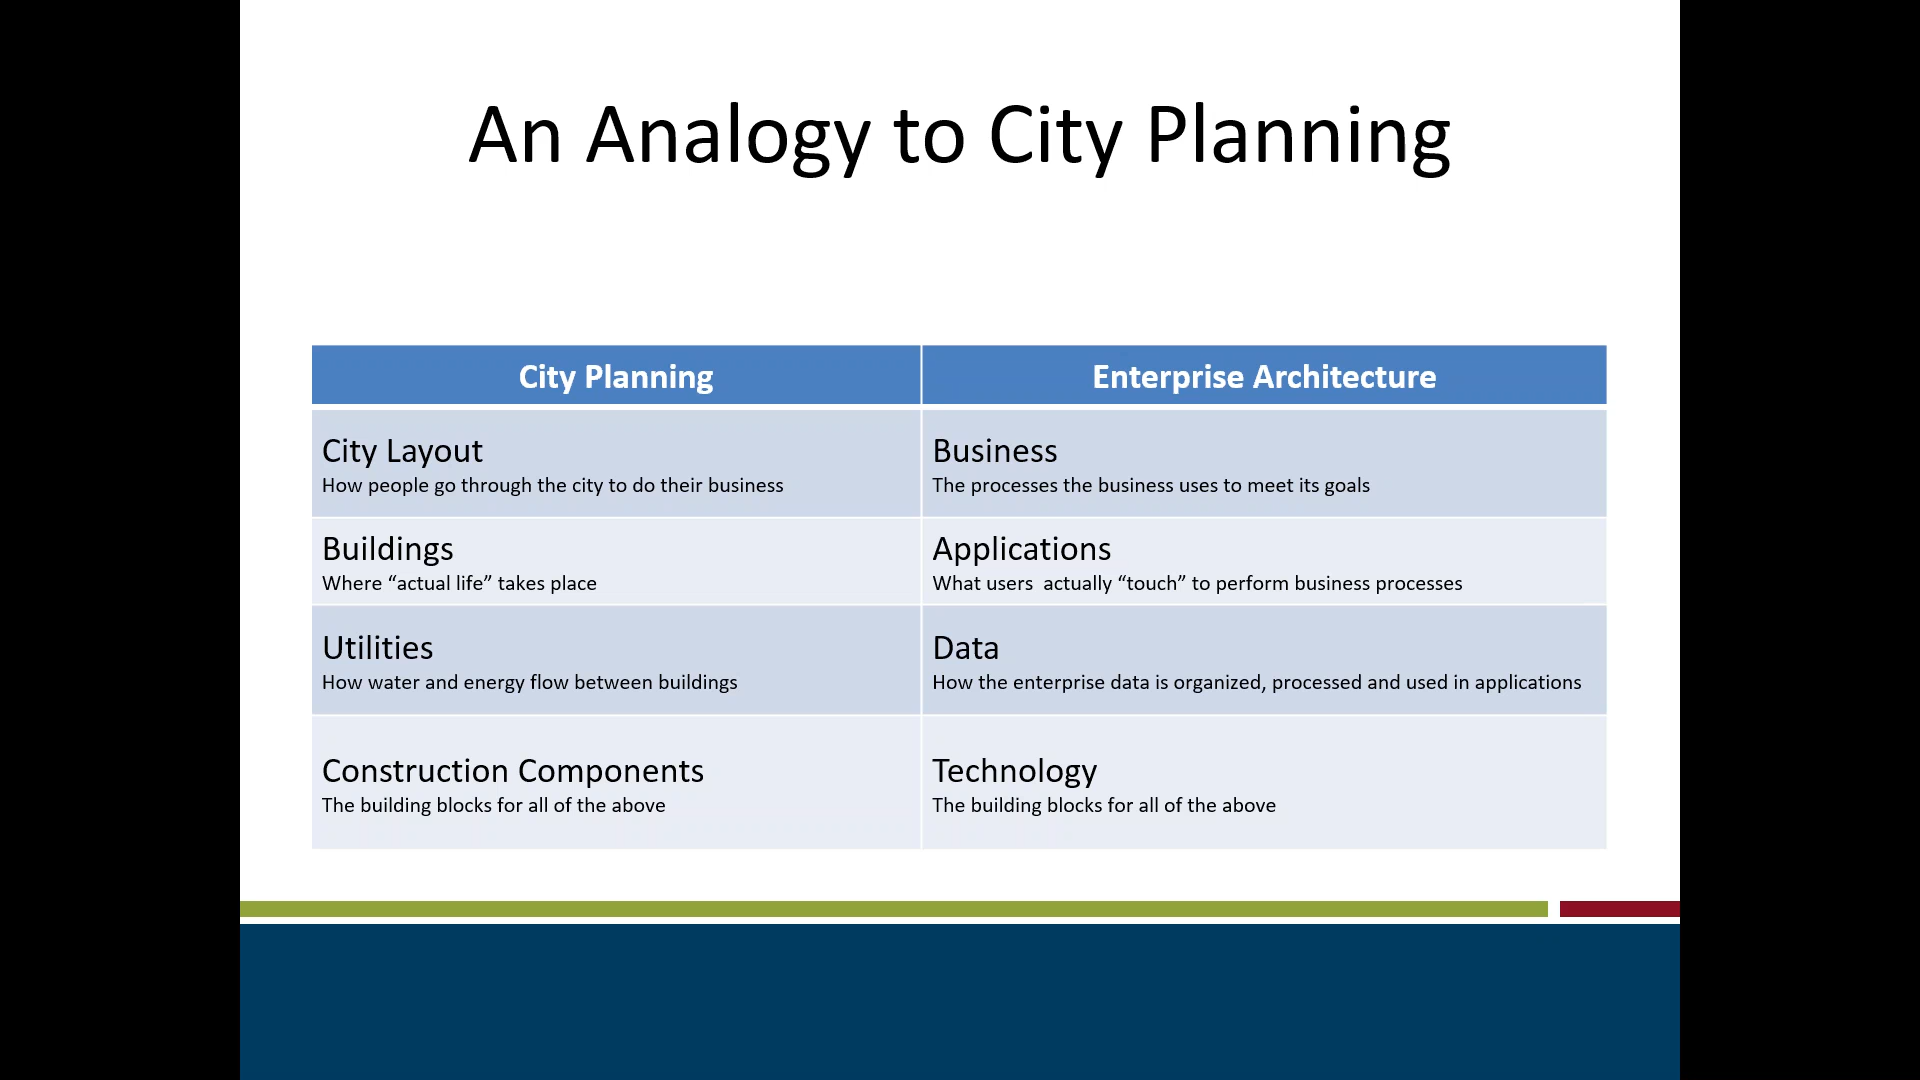 An Analogy to City Planning
City Planning
Enterprise Architecture
City Layout
How people go through the city to do their business
Business
The processes the business uses to meet its goals
Buildings
Where “actual life” takes place
Applications
What users  actually “touch” to perform business processes
Utilities
How water and energy flow between buildings
Data
How the enterprise data is organized, processed and used in applications
Construction Components
The building blocks for all of the above
Technology
The building blocks for all of the above